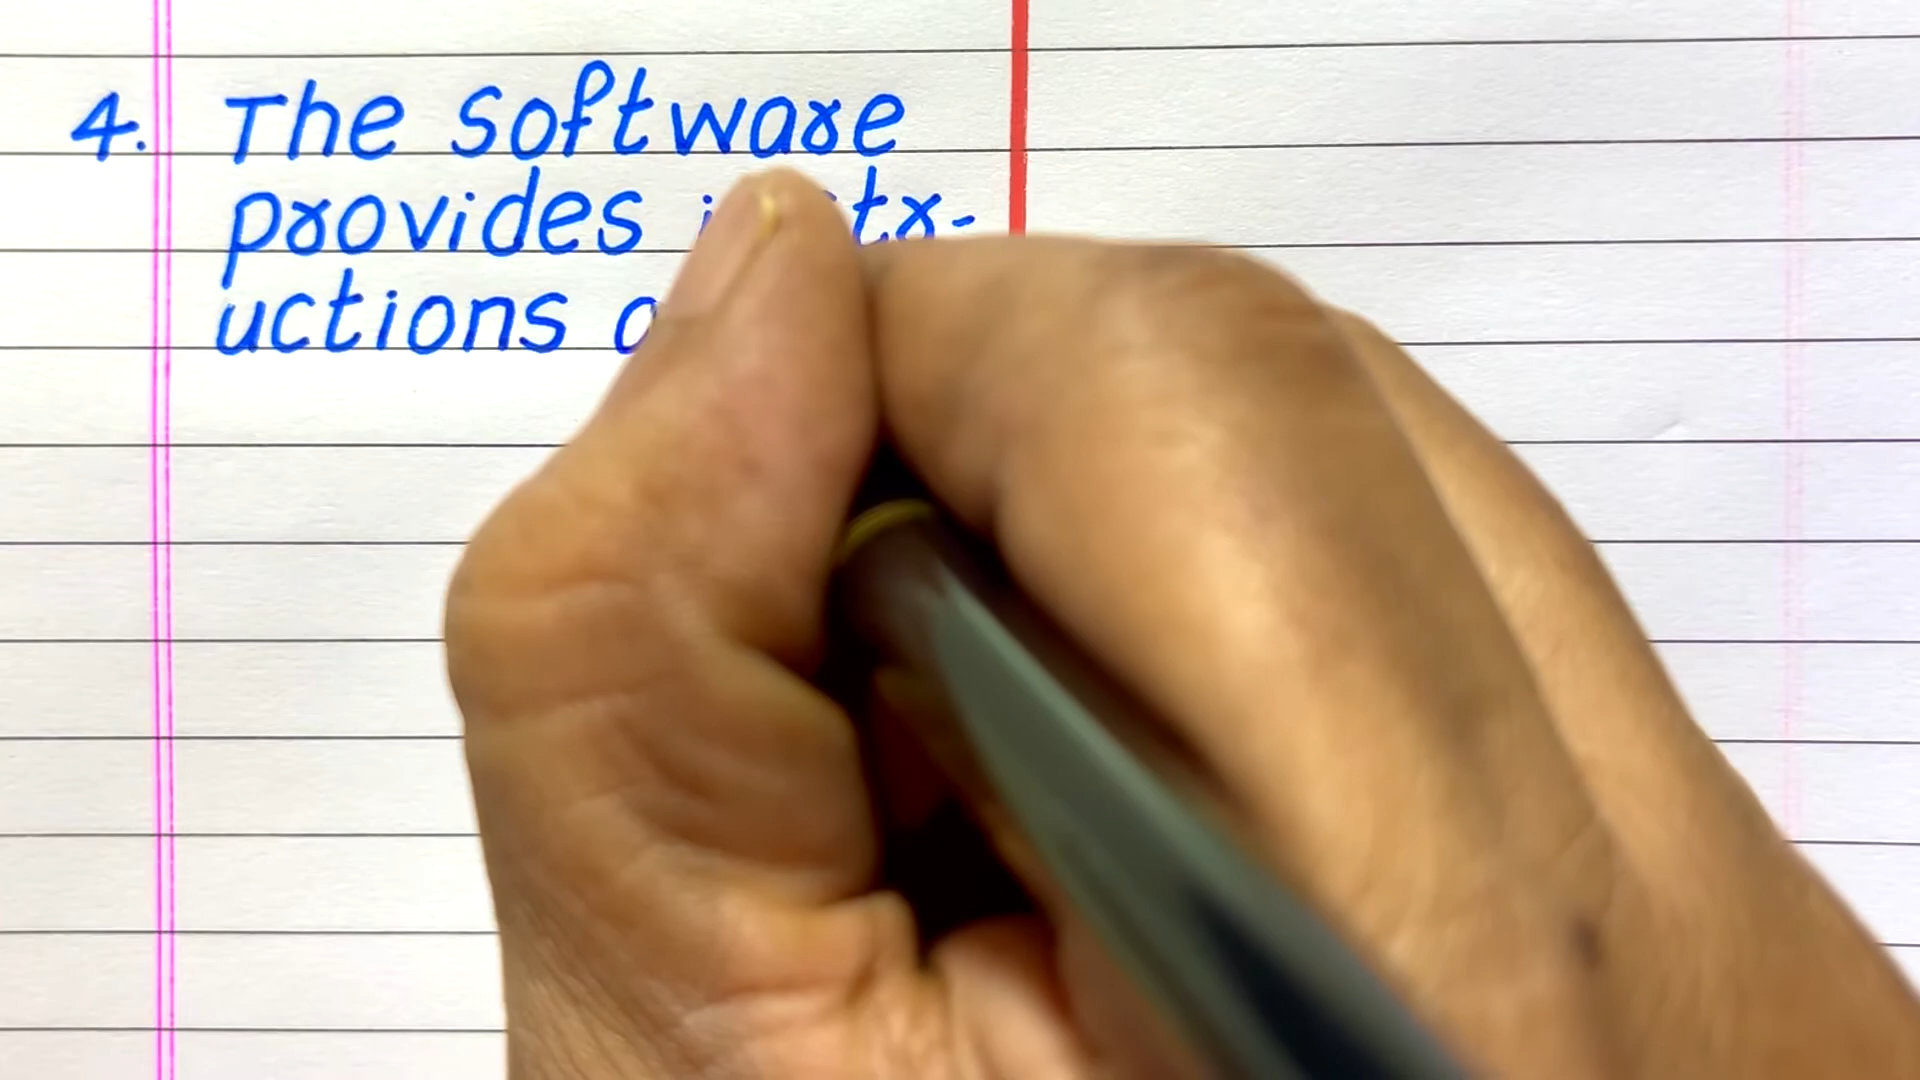 4. The software
provides
uctions